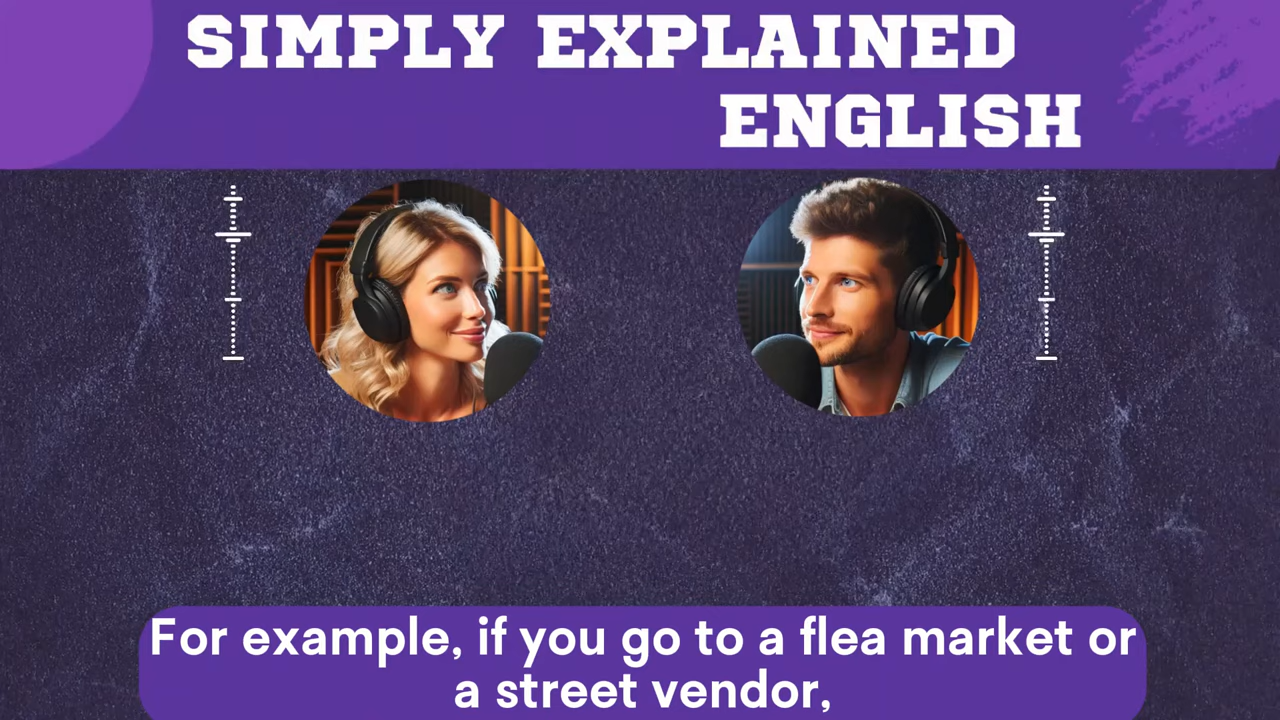 SIMPLY EXPLAINED
ENGLISH
For example, if you go to a flea market or
a street vendor,